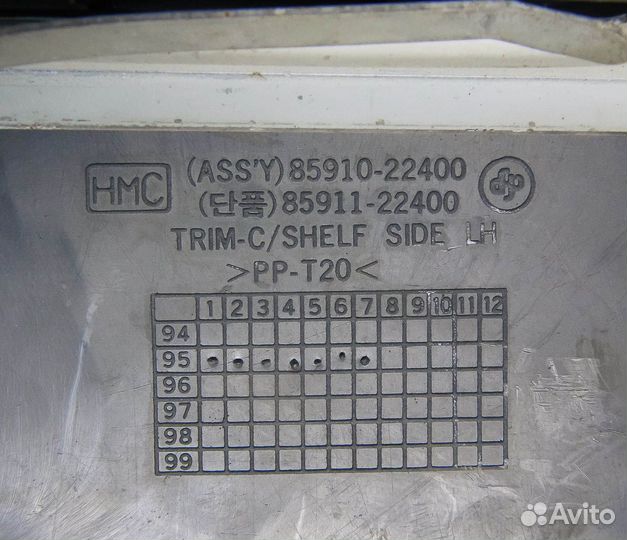 HMC
(ASS'Y) 85910-22400
(단품) 85911-22400
TRIM-C/SHELF SIDE LH
>PP-T20<
1 2 3 4 5 6 7 8 9 10 11 12
94
95
96
97
98
99
Avito